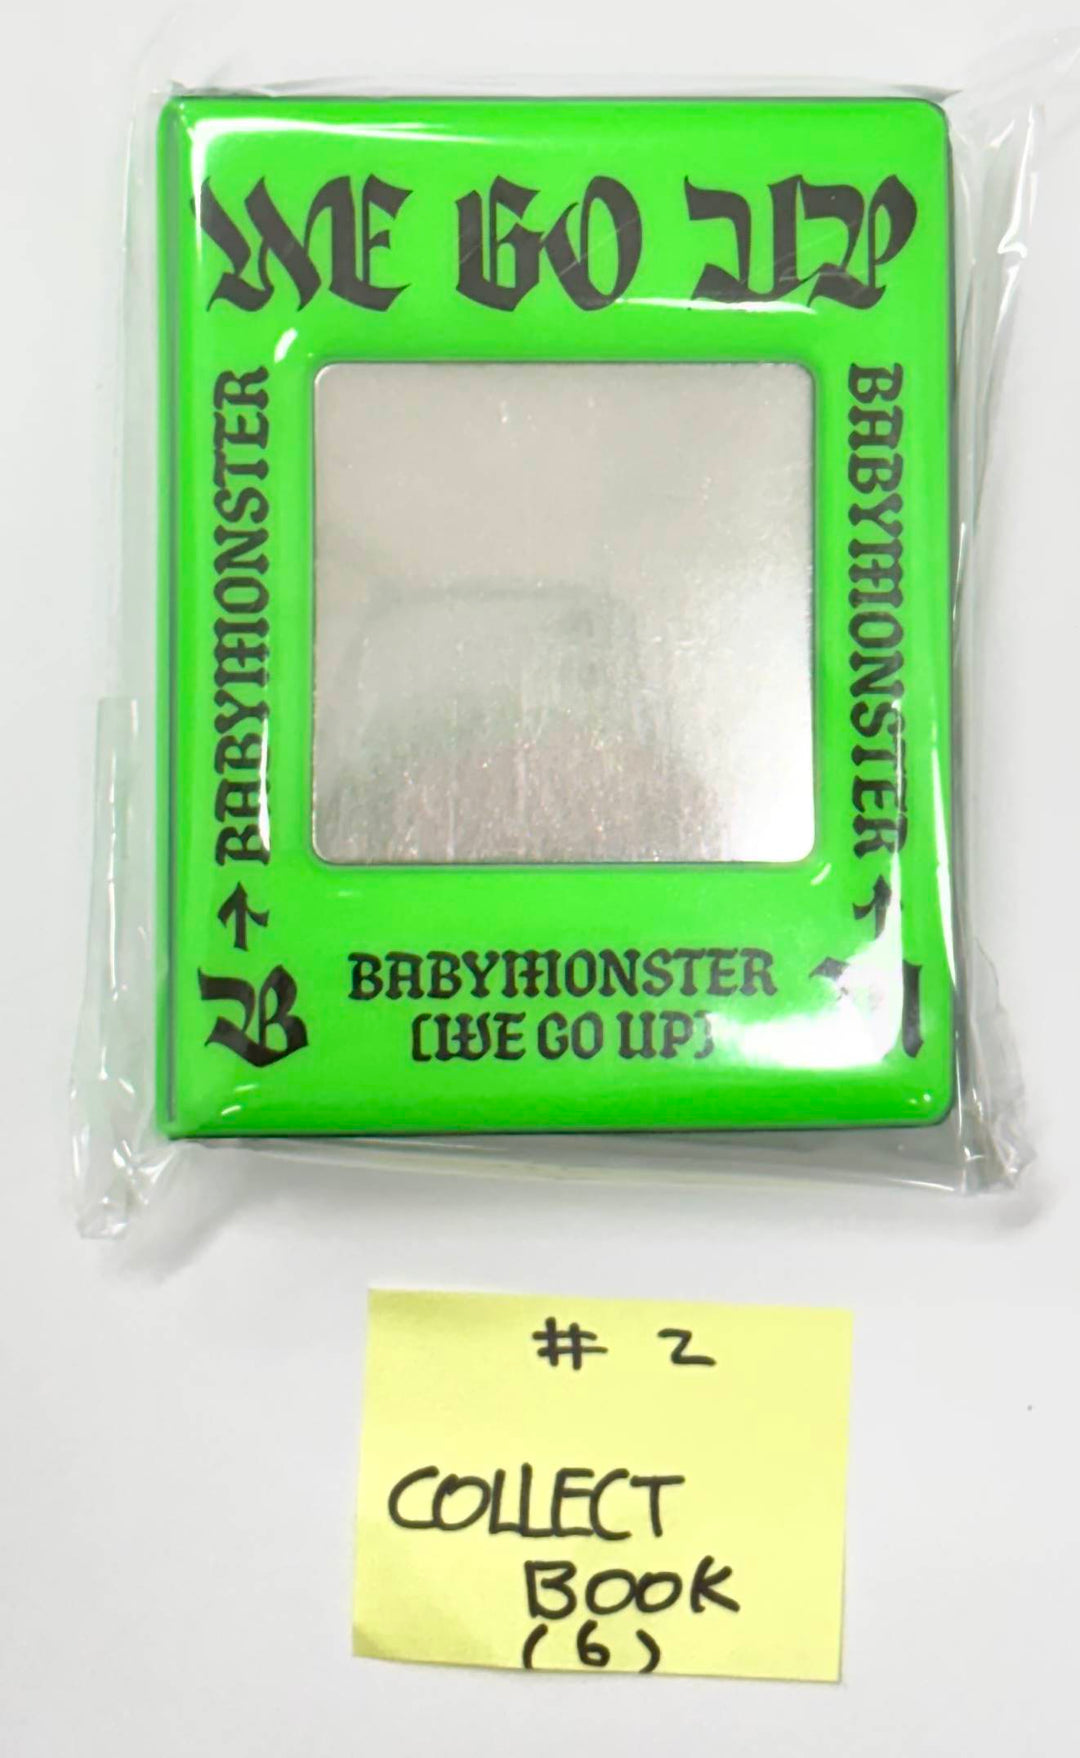 WE GO UP
BABYMONSTER
BABYMONSTER
BABYMONSTER
[WE GO UP]
# 2
COLLECT
BOOK
(6)